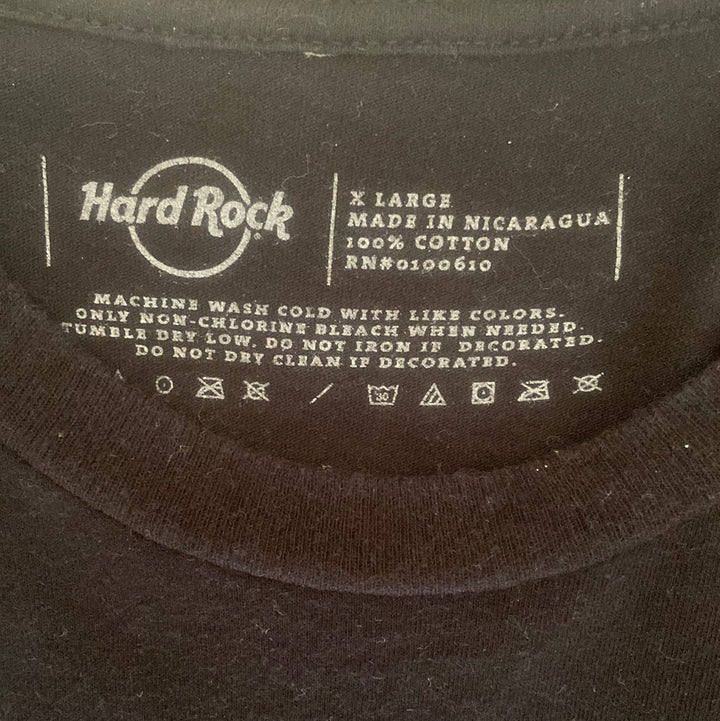 Hard Rock
X LARGE
MADE IN NICARAGUA
100% COTTON
RN#0100610
MACHINE WASH COLD WITH LIKE COLORS.
ONLY NON-CHLORINE BLEACH WHEN NEEDED.
TUMBLE DRY LOW. DO NOT IRON IF DECORATED.
DO NOT DRY CLEAN IF DECORATED.
30